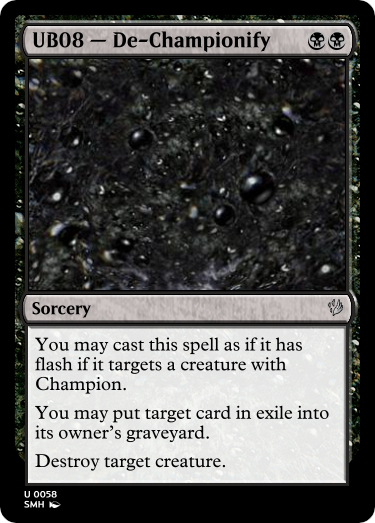 UB08 — De-Championify
Sorcery
You may cast this spell as if it has
flash if it targets a creature with
Champion.
You may put target card in exile into
its owner's graveyard.
Destroy target creature.
U 0058
SMH